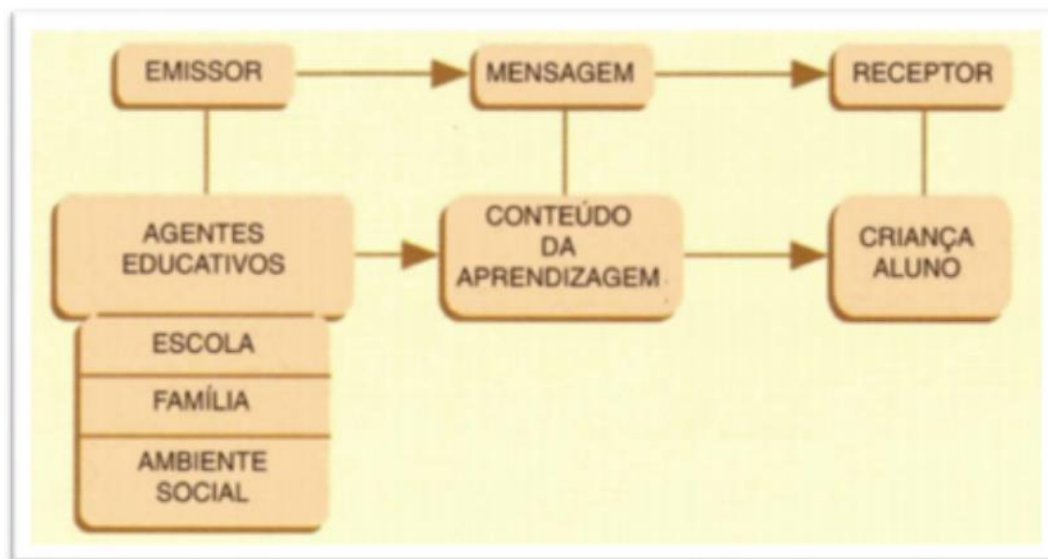 EMISSOR
MENSAGEM
RECEPTOR
AGENTES
EDUCATIVOS
CONTEÚDO
DA
APRENDIZAGEM
CRIANÇA
ALUNO
ESCOLA
FAMÍLIA
AMBIENTE
SOCIAL